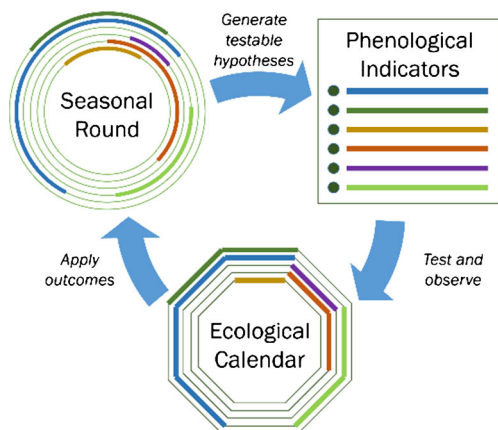 Generate
testable
hypotheses
Seasonal
Round
Phenological
Indicators
Apply
outcomes
Test and
observe
Ecological
Calendar